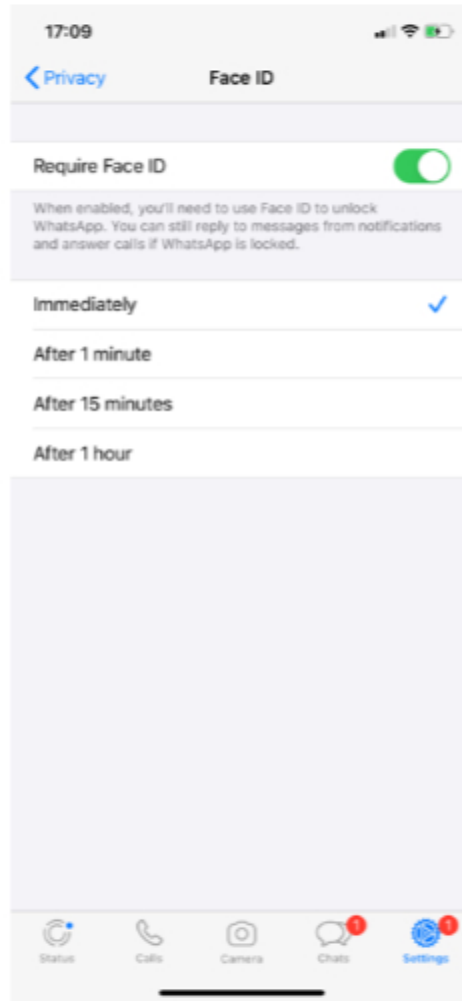 17:09
Privacy
Face ID
Require Face ID
When enabled, you'll need to use Face ID to unlock
WhatsApp. You can still reply to messages from notifications
and answer calls if WhatsApp is locked.
Immediately
After 1 minute
After 15 minutes
After 1 hour
1
1
Status
Calls
Camera
Chats
Settings